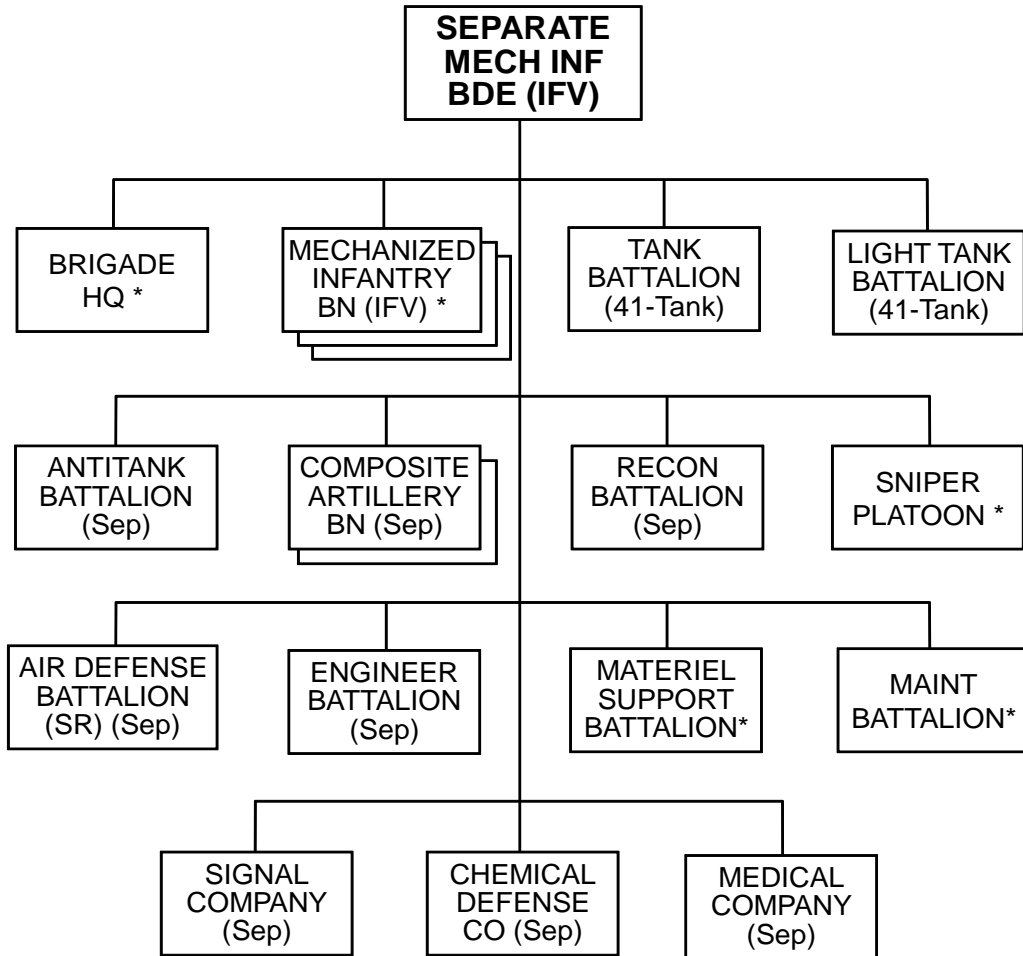 SEPARATE
MECH INF
BDE (IFV)
BRIGADE
HQ *
MECHANIZED
INFANTRY
BN (IFV) *
TANK
BATTALION
(41-Tank)
LIGHT TANK
BATTALION
(41-Tank)
ANTITANK
BATTALION
(Sep)
COMPOSITE
ARTILLERY
BN (Sep)
RECON
BATTALION
(Sep)
SNIPER
PLATOON *
AIR DEFENSE
BATTALION
(SR) (Sep)
ENGINEER
BATTALION
(Sep)
MATERIEL
SUPPORT
BATTALION*
MAINT
BATTALION*
SIGNAL
COMPANY
(Sep)
CHEMICAL
DEFENSE
CO (Sep)
MEDICAL
COMPANY
(Sep)